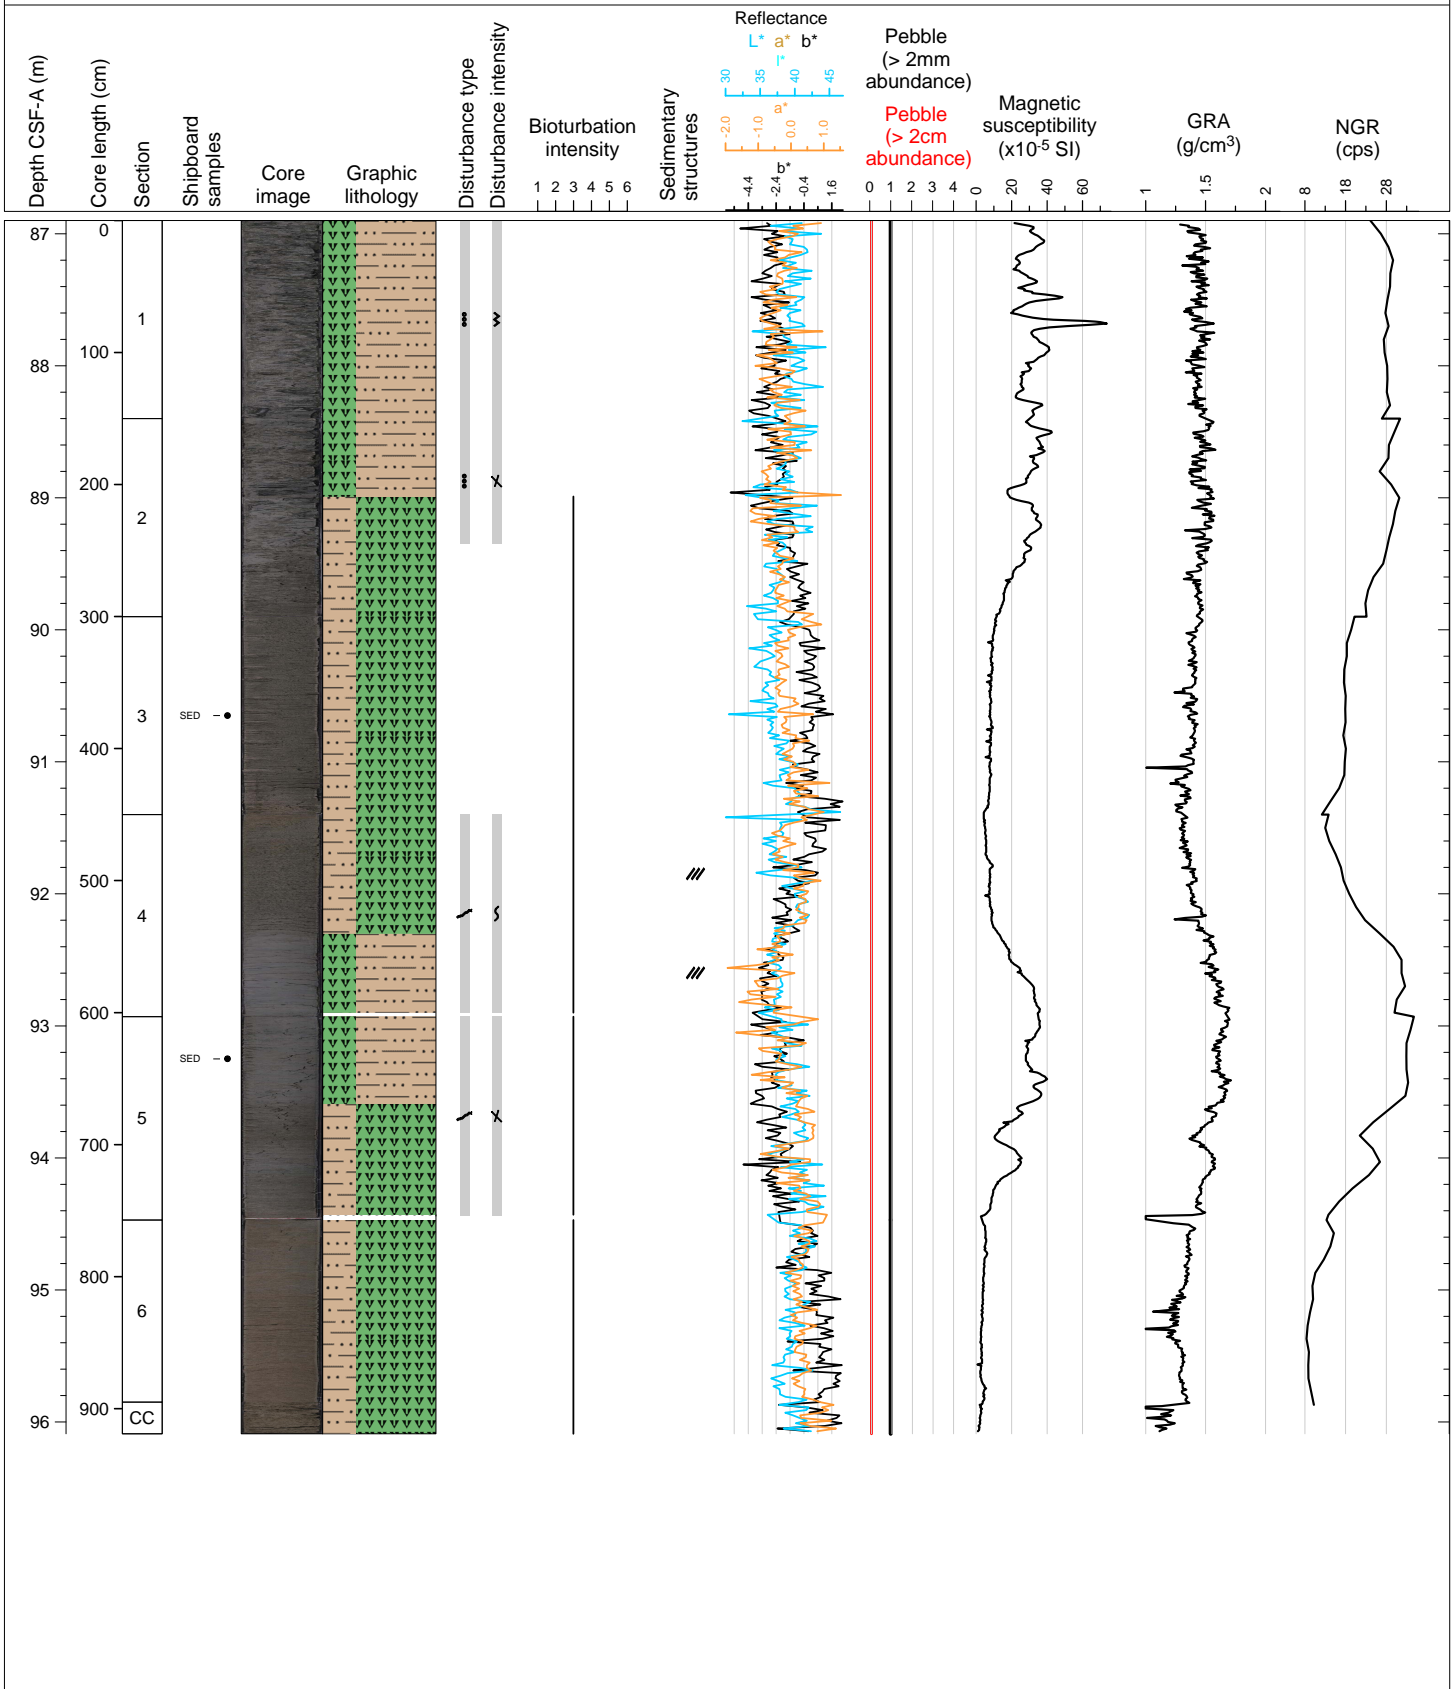 Depth CSF-A (m)
Core length (cm)
Section
Shipboard
samples
Core
image
Graphic
lithology
Disturbance type
Disturbance intensity
Bioturbation
intensity
1 2 3 4 5 6
Sedimentary
structures
Reflectance
L* a* b*
l*
30 35 40 45
a*
-2.0 -1.0 0.0 1.0
b*
-4.4 -2.4 -0.4 1.6
Pebble
(> 2mm
abundance)
Pebble
(> 2cm
abundance)
0 1 2 3 4
Magnetic
susceptibility
(x10-5 SI)
0 20 40 60
GRA
(g/cm3)
1 1.5 2
NGR
(cps)
8 18 28
87
88
89
90
91
92
93
94
95
96
0
100
200
300
400
500
600
700
800
900
1
2
3
4
5
6
CC
SED
SED